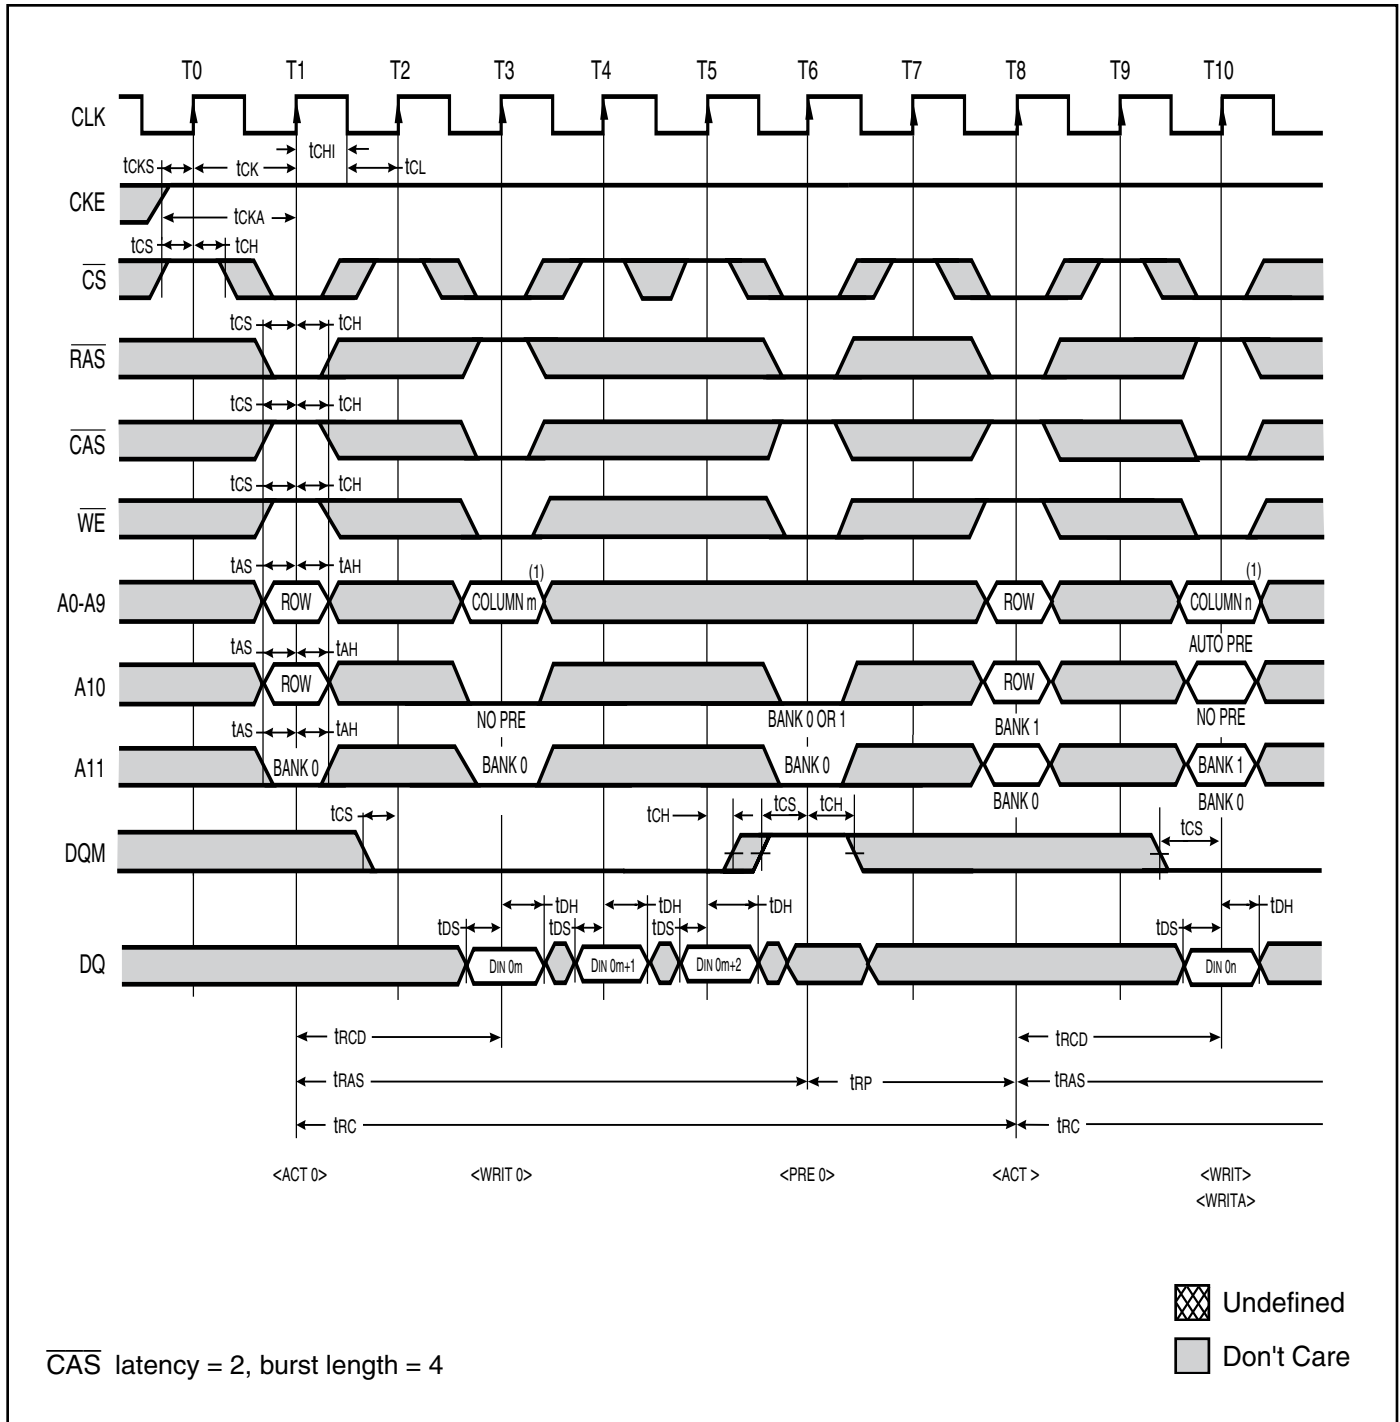 T0 T1 T2 T3 T4 T5 T6 T7 T8 T9 T10
CLK
tCHI
tCKS tCK tCL
CKE
tCKA
tCS tCH
CS
tCS tCH
RAS
tCS tCH
CAS
tCS tCH
WE
tAS tAH (1) (1)
A0-A9 ROW COLUMN m ROW COLUMN n
tAS tAH AUTO PRE
A10 ROW ROW
NO PRE BANK 0 OR 1 BANK 1 NO PRE
tAS tAH
A11 BANK 0 BANK 0 BANK 0 BANK 1
BANK 0 BANK 0
tCS tCH tCS tCH tCS
DQM
tDH tDH tDH tDH
tDS tDS tDS tDS
DQ DIN 0m DIN 0m+1 DIN 0m+2 DIN 0n
tRCD tRCD
tRAS tRP tRAS
tRC tRC
<ACT 0> <WRIT 0> <PRE 0> <ACT > <WRIT>
<WRITA>
Undefined
Don't Care
CAS latency = 2, burst length = 4